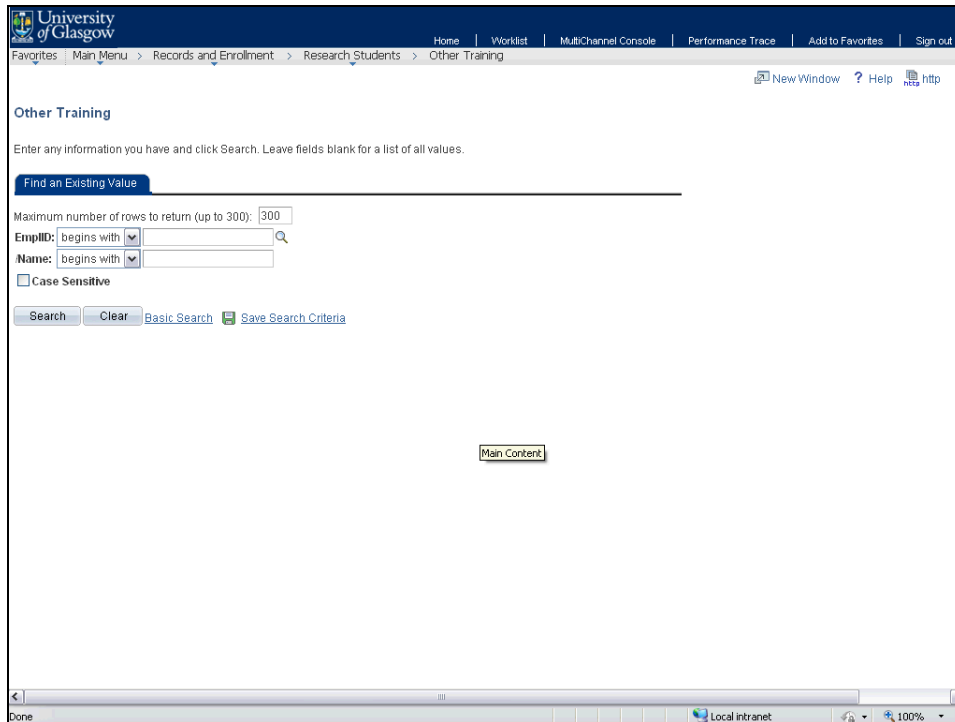 University
of Glasgow
Home | Worklist | MultiChannel Console | Performance Trace | Add to Favorites | Sign out
Favorites Main Menu > Records and Enrollment > Research Students > Other Training
New Window ? Help http http
Other Training
Enter any information you have and click Search. Leave fields blank for a list of all values.
Find an Existing Value
Maximum number of rows to return (up to 300): 300
EmplID: begins with
Name: begins with
Case Sensitive
Search Clear Basic Search Save Search Criteria
Main Content
Done Local intranet 100%